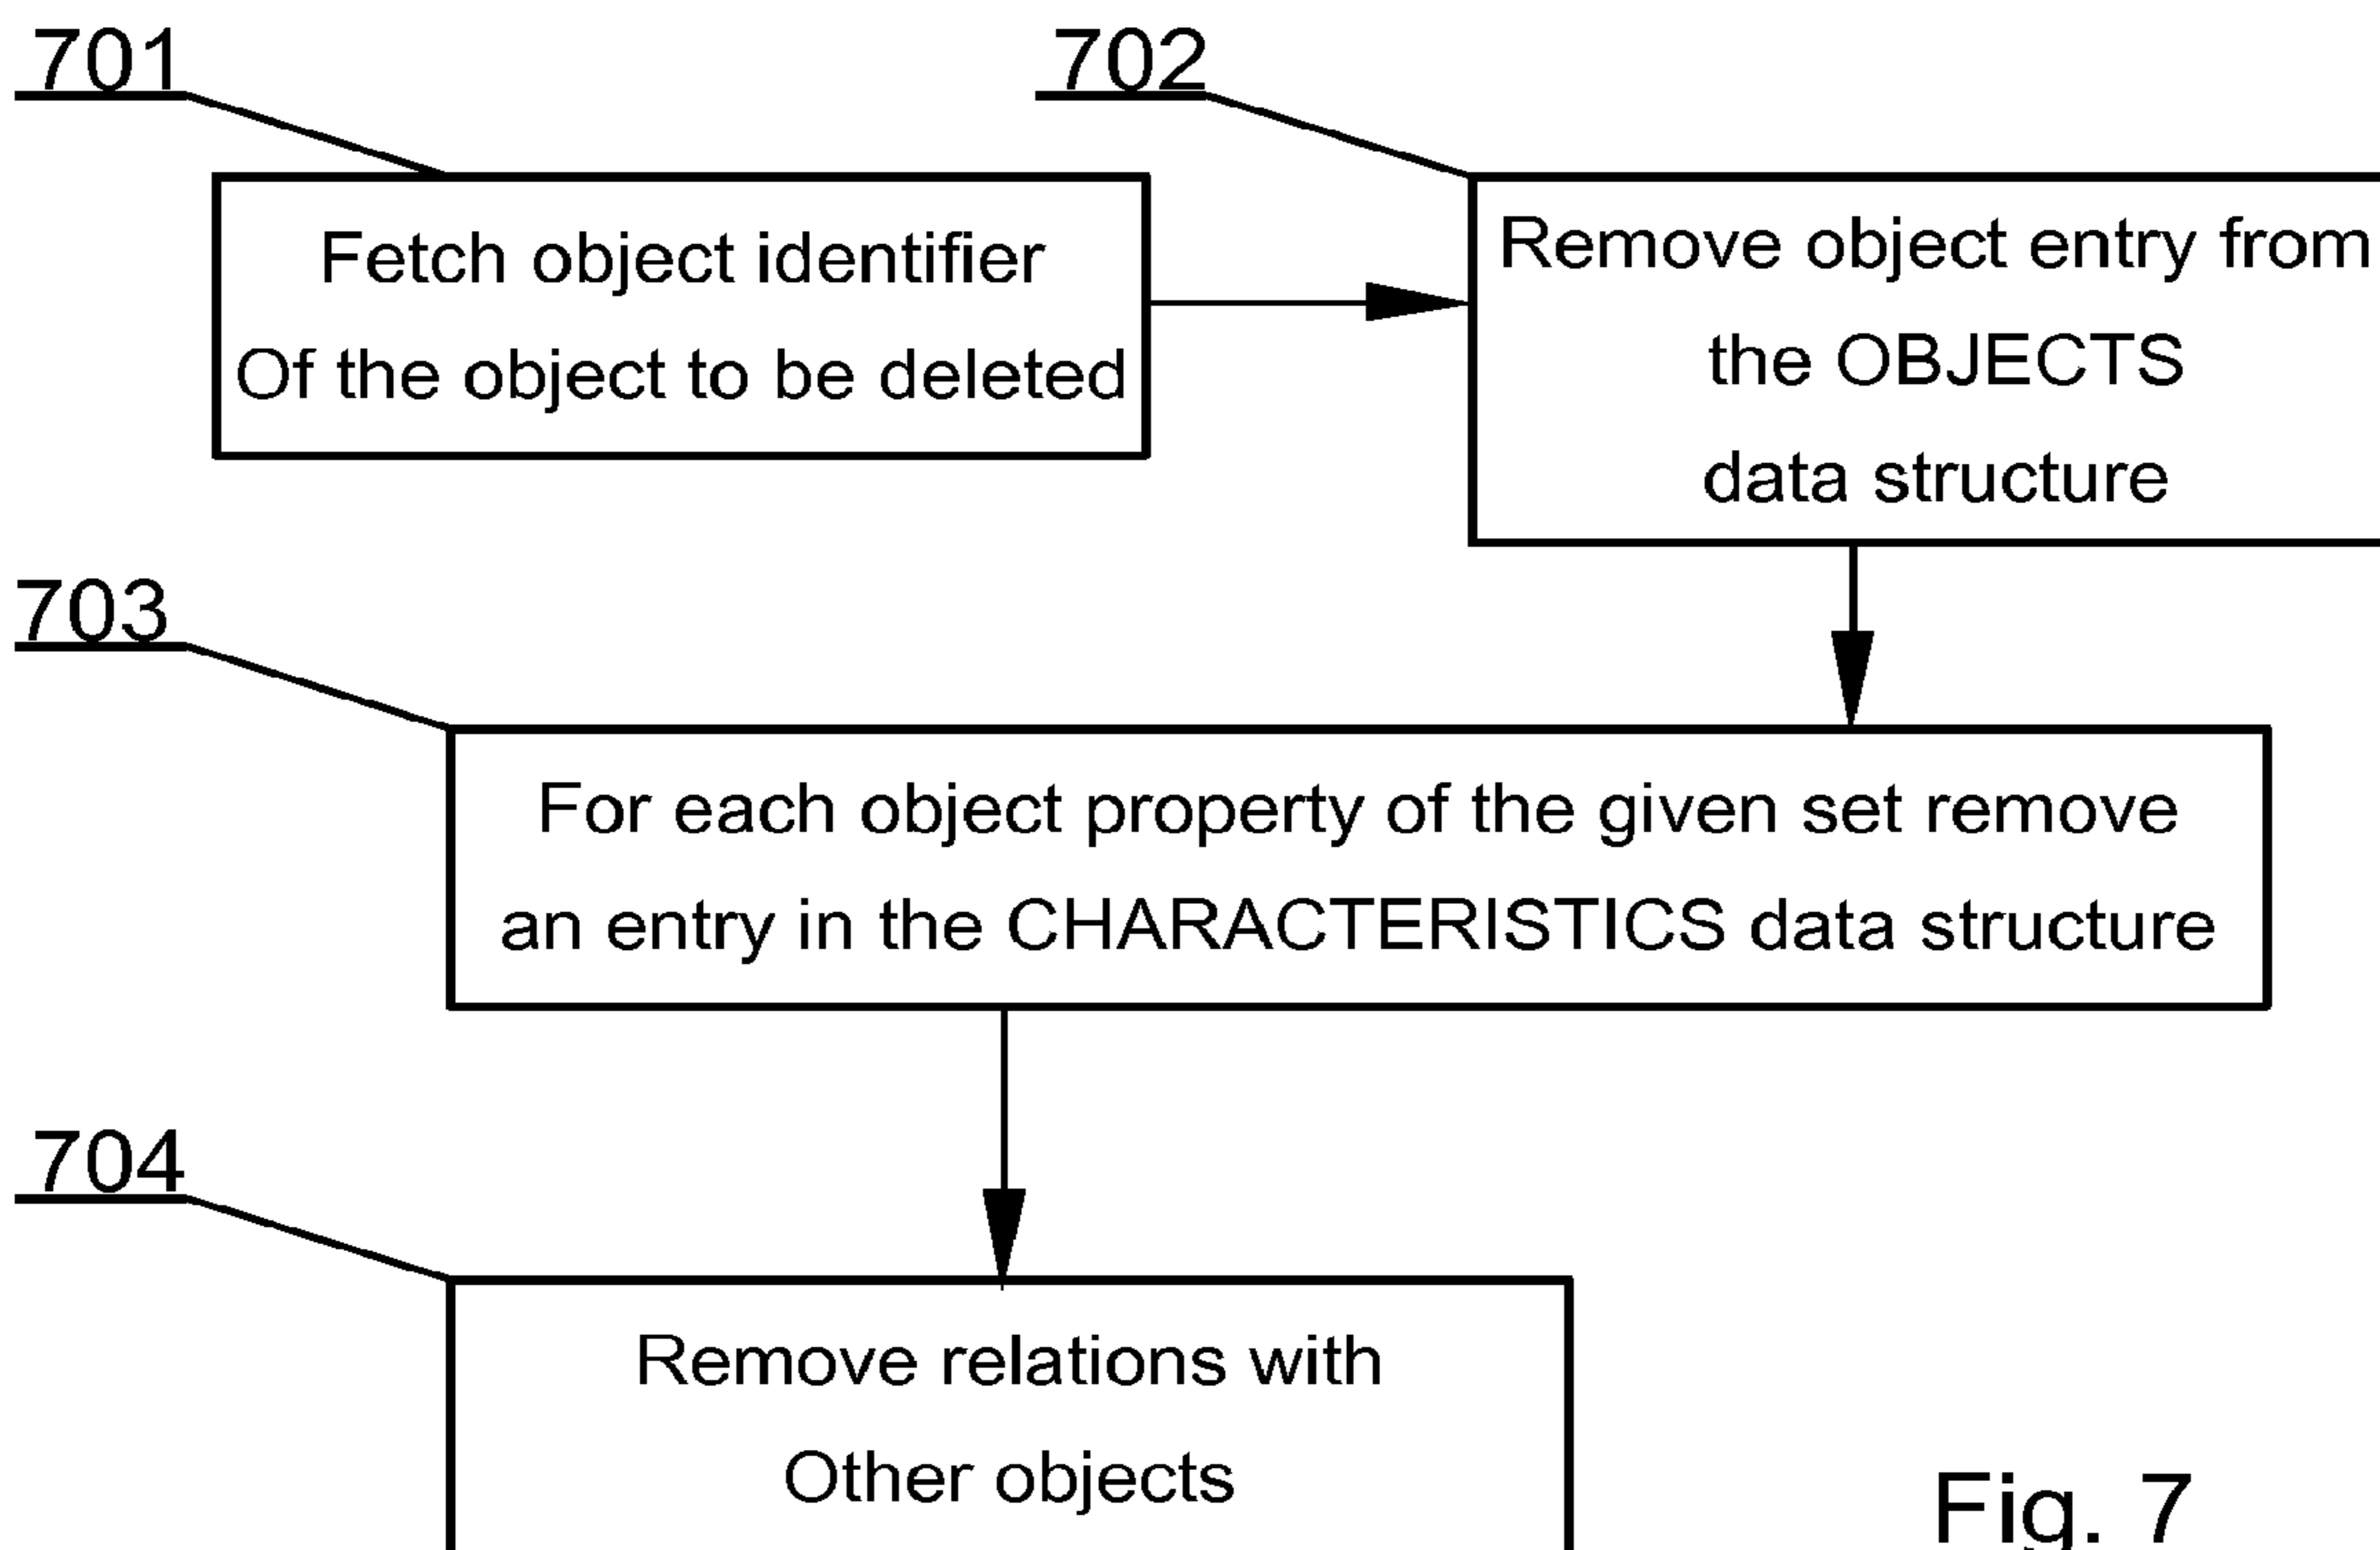 701
702
Fetch object identifier
Of the object to be deleted
Remove object entry from
the OBJECTS
data structure
703
For each object property of the given set remove
an entry in the CHARACTERISTICS data structure
704
Remove relations with
Other objects
Fig. 7